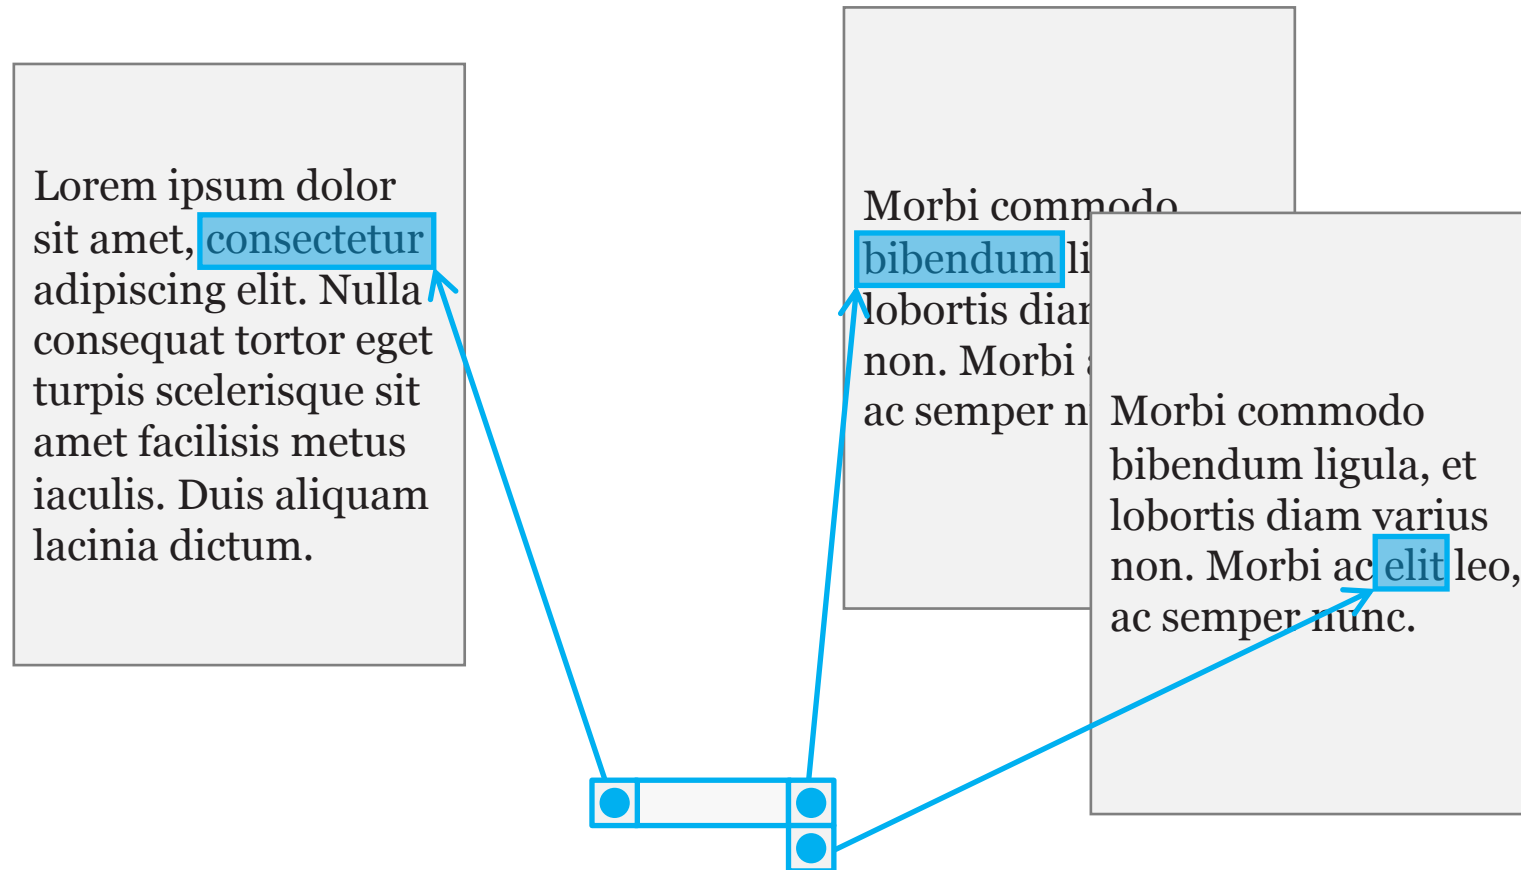 Lorem ipsum dolor
sit amet, consectetur
adipiscing elit. Nulla
consequat tortor eget
turpis scelerisque sit
amet facilisis metus
iaculis. Duis aliquam
lacinia dictum.
Morbi commodo
bibendum
lobortis
non. Morbi
ac semper
Morbi commodo
bibendum ligula, et
lobortis diam varius
non. Morbi ac elit leo,
ac semper nunc.